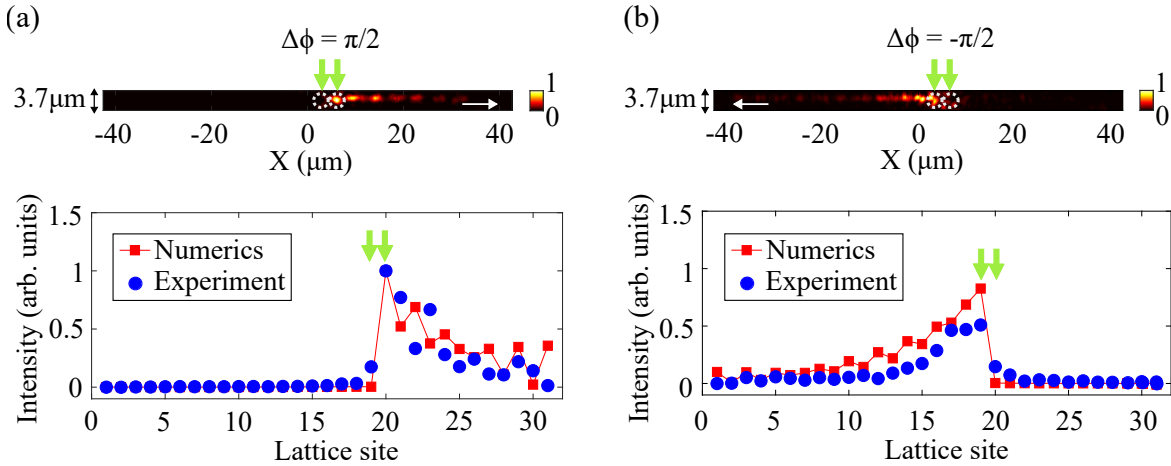 (a)
Δϕ = π/2
3.7μm
1
0
-40 -20 0 20 40
X (μm)
Intensity (arb. units)
1.5
1
0.5
0
Numerics
Experiment
0 5 10 15 20 25 30
Lattice site
(b)
Δϕ = -π/2
3.7μm
1
0
-40 -20 0 20 40
X (μm)
Intensity (arb. units)
1.5
1
0.5
0
Numerics
Experiment
0 5 10 15 20 25 30
Lattice site